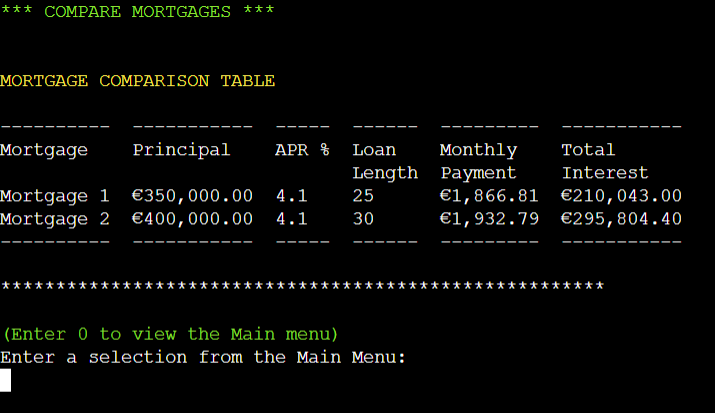 *** COMPARE MORTGAGES ***
MORTGAGE COMPARISON TABLE
----------  -----------  -----  ------  ---------  -----------
Mortgage    Principal    APR %  Loan    Monthly    Total
                                Length  Payment    Interest
Mortgage 1  €350,000.00  4.1    25      €1,866.81  €210,043.00
Mortgage 2  €400,000.00  4.1    30      €1,932.79  €295,804.40
----------  -----------  -----  ------  ---------  -----------
*******************************************************
(Enter 0 to view the Main menu)
Enter a selection from the Main Menu: